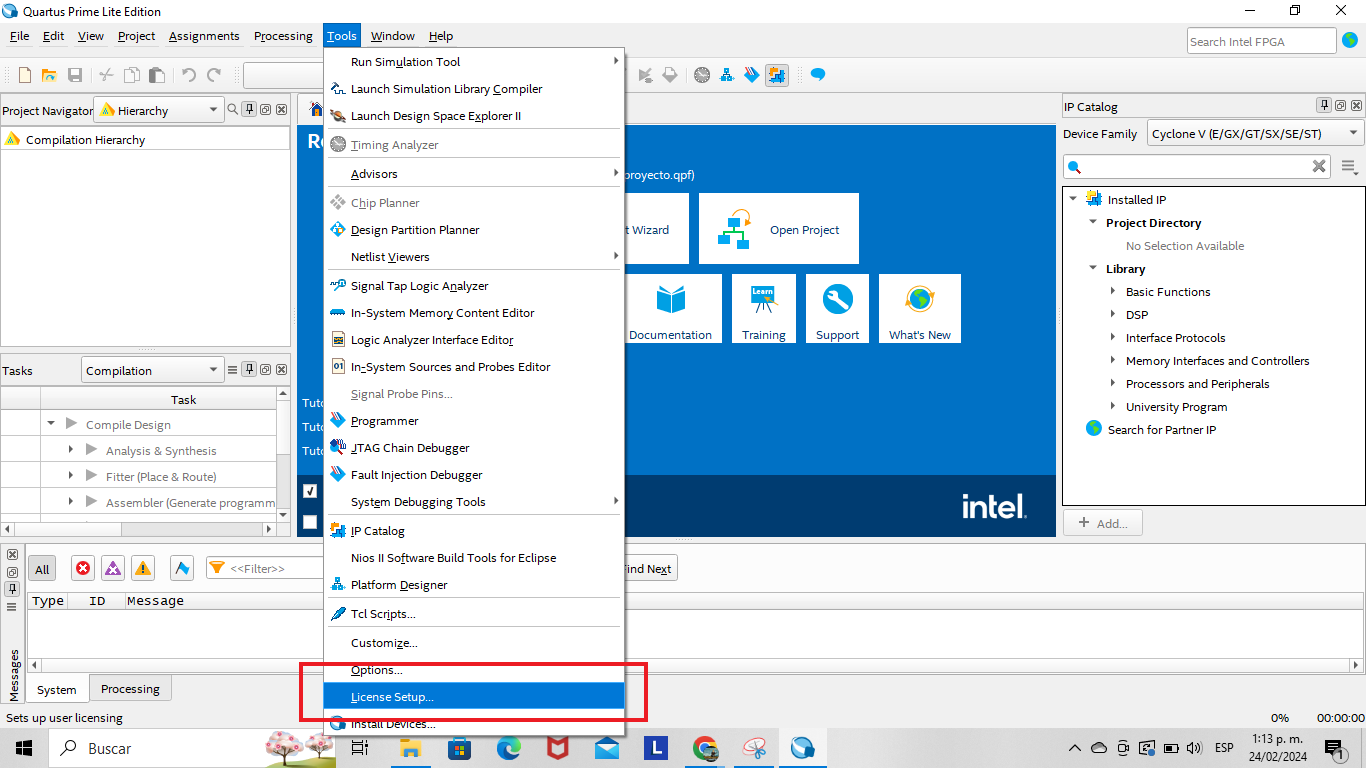 Quartus Prime Lite Edition
File Edit View Project Assignments Processing Tools Window Help
Search Intel FPGA
Project Navigator Hierarchy
Compilation Hierarchy
Tasks Compilation
Task
Compile Design
Analysis & Synthesis
Fitter (Place & Route)
Assembler (Generate programm
Run Simulation Tool
Launch Simulation Library Compiler
Launch Design Space Explorer II
Timing Analyzer
Advisors
Chip Planner
Design Partition Planner
Netlist Viewers
Signal Tap Logic Analyzer
In-System Memory Content Editor
Logic Analyzer Interface Editor
In-System Sources and Probes Editor
Signal Probe Pins...
Programmer
JTAG Chain Debugger
Fault Injection Debugger
System Debugging Tools
IP Catalog
Nios II Software Build Tools for Eclipse
Platform Designer
Tcl Scripts...
Customize...
Options...
License Setup...
Install Devices...
Re
royecto.qpf)
t Wizard
Open Project
Documentation
Training
Learn
Support
What's New
Tuto
Tuto
Tuto
intel.
IP Catalog
Device Family Cyclone V (E/GX/GT/SX/SE/ST)
Installed IP
Project Directory
No Selection Available
Library
Basic Functions
DSP
Interface Protocols
Memory Interfaces and Controllers
Processors and Peripherals
University Program
Search for Partner IP
+ Add...
All
<<Filter>>
Find Next
Type ID Message
Messages
System Processing
Sets up user licensing
0% 00:00:00
Buscar
L
ESP
1:13 p. m.
24/02/2024
1